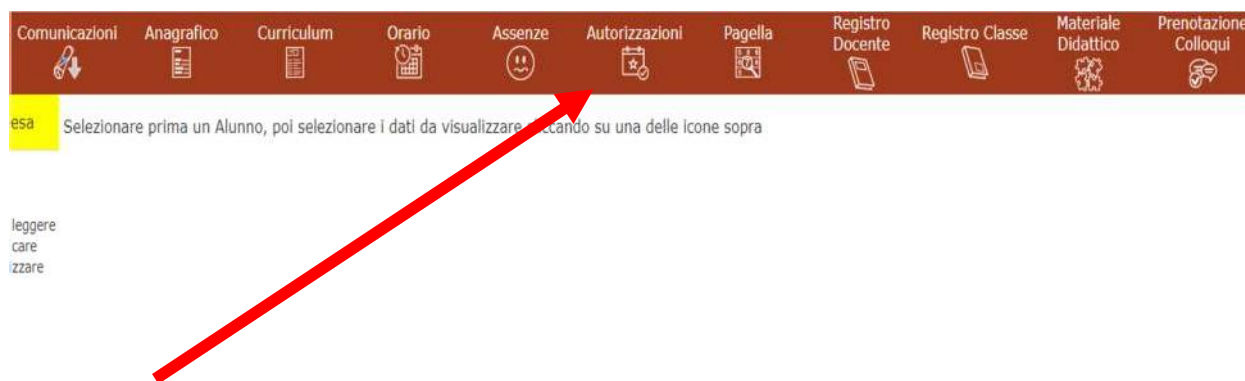 Comunicazioni
Anagrafico
Curriculum
Orario
Assenze
Autorizzazioni
Pagella
Registro
Docente
Registro Classe
Materiale
Didattico
Prenotazione
Colloqui
esa
Selezionare prima un Alunno, poi selezionare i dati da visualizzare cliccando su una delle icone sopra
leggere
care
izzare